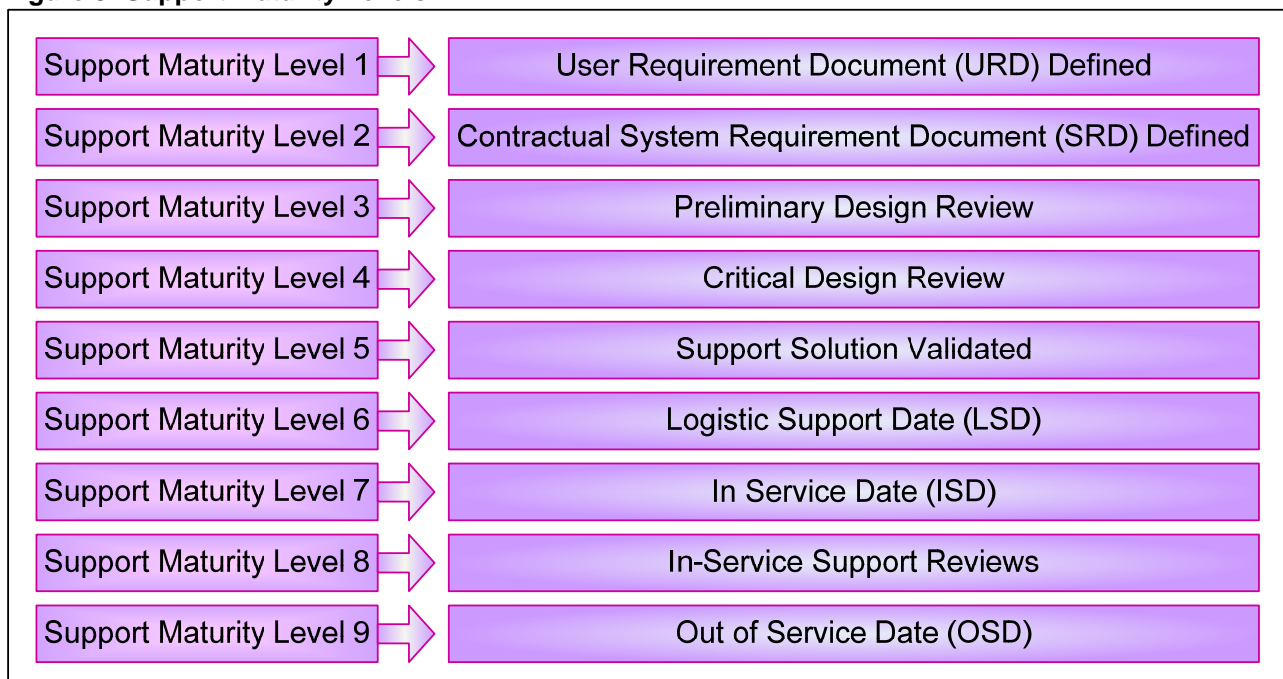 Support Maturity Level 1
User Requirement Document (URD) Defined
Support Maturity Level 2
Contractual System Requirement Document (SRD) Defined
Support Maturity Level 3
Preliminary Design Review
Support Maturity Level 4
Critical Design Review
Support Maturity Level 5
Support Solution Validated
Support Maturity Level 6
Logistic Support Date (LSD)
Support Maturity Level 7
In Service Date (ISD)
Support Maturity Level 8
In-Service Support Reviews
Support Maturity Level 9
Out of Service Date (OSD)